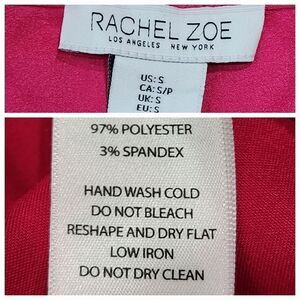 RACHEL ZOE
LOS ANGELES NEW YORK
US: S
CA: S/P
UK: S
EU: S
97% POLYESTER
3% SPANDEX
HAND WASH COLD
DO NOT BLEACH
RESHAPE AND DRY FLAT
LOW IRON
DO NOT DRY CLEAN